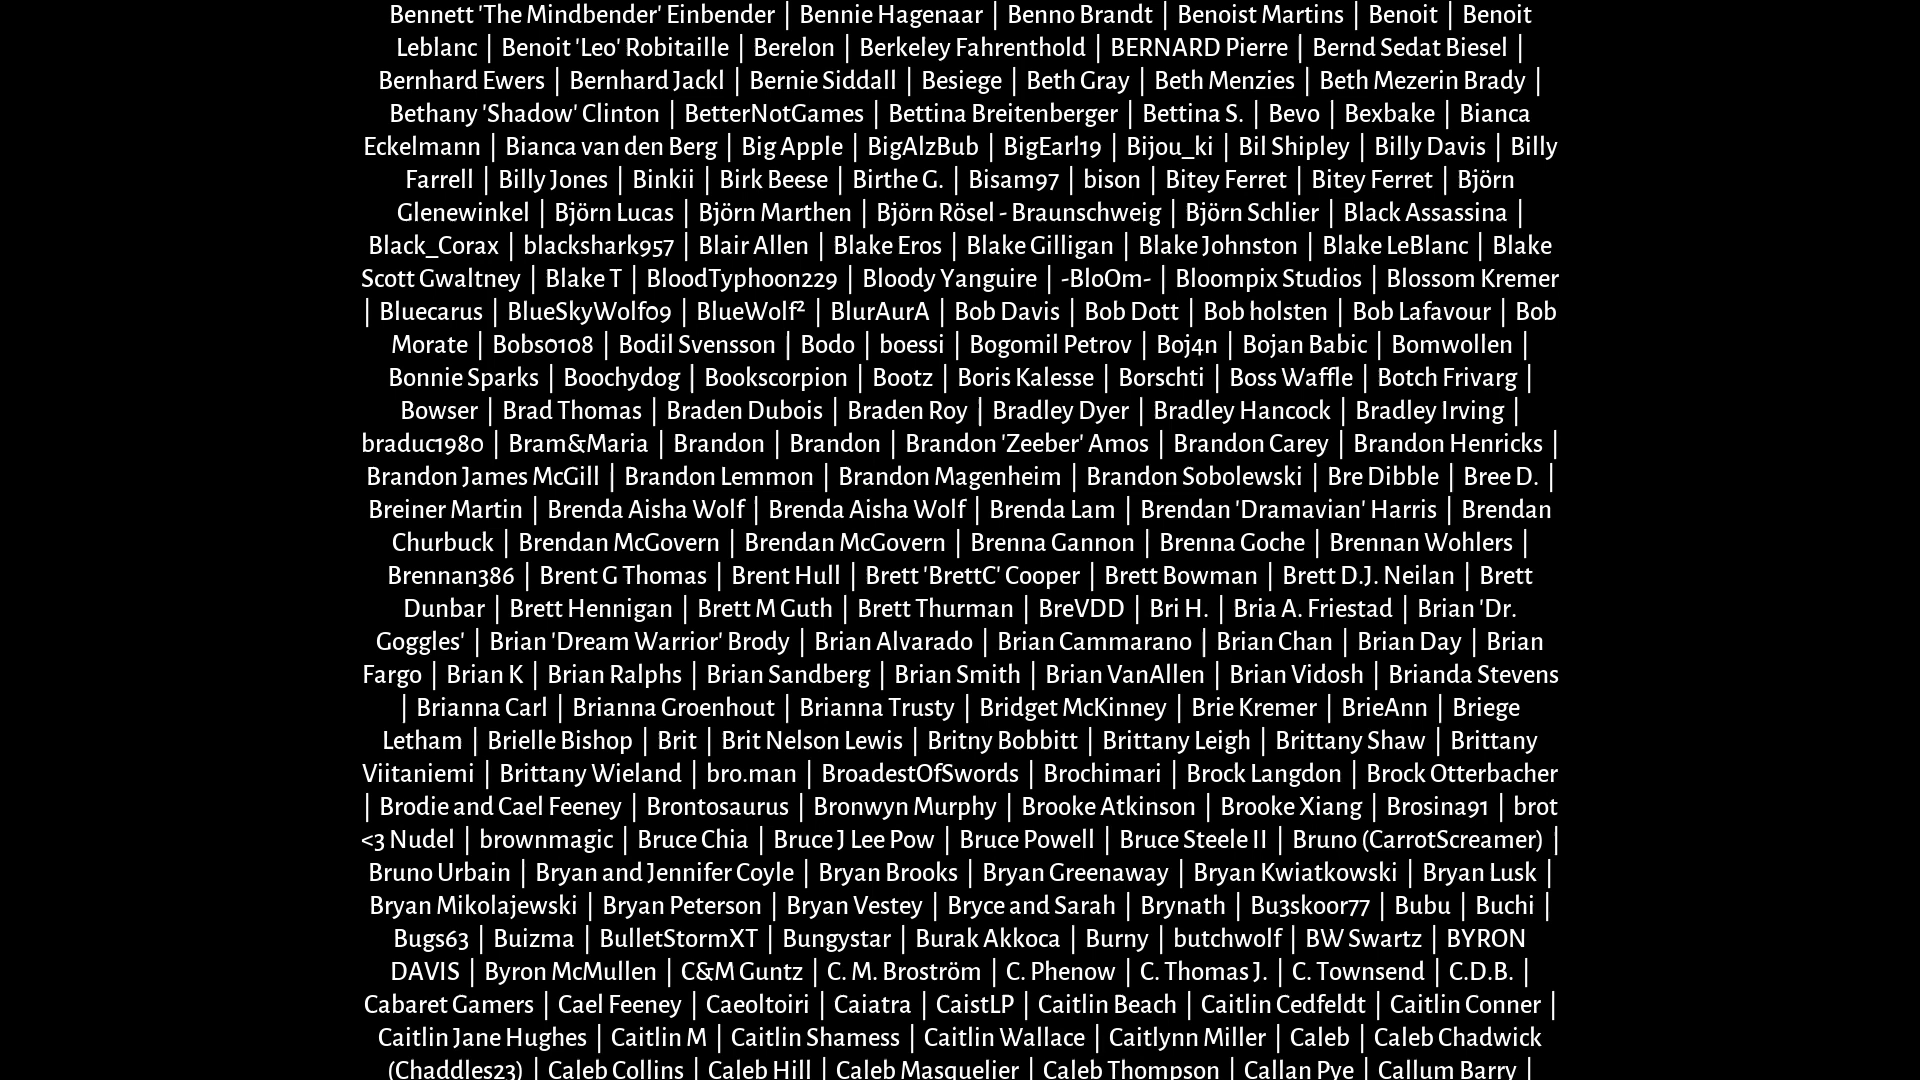 Bennett 'The Mindbender' Einbender | Bennie Hagenaar | Benno Brandt | Benoist Martins | Benoit | Benoit
Leblanc | Benoit 'Leo' Robitaille | Berelon | Berkeley Fahrenthold | BERNARD Pierre | Bernd Sedat Biesel |
Bernhard Ewers | Bernhard Jackl | Bernie Siddall | Besiege | Beth Gray | Beth Menzies | Beth Mezerin Brady |
Bethany 'Shadow' Clinton | BetterNotGames | Bettina Breitenberger | Bettina S. | Bevo | Bexbake | Bianca
Eckelmann | Bianca van den Berg | Big Apple | BigAlzBub | BigEarl19 | Bijou_ki | Bil Shipley | Billy Davis | Billy
Farrell | Billy Jones | Binkii | Birk Beese | Birthe G. | Bisam97 | bison | Bitey Ferret | Bitey Ferret | Björn
Glenewinkel | Björn Lucas | Björn Marthen | Björn Rösel - Braunschweig | Björn Schlier | Black Assassina |
Black_Corax | blackshark957 | Blair Allen | Blake Eros | Blake Gilligan | Blake Johnston | Blake LeBlanc | Blake
Scott Gwaltney | Blake T | BloodTyphoon229 | Bloody Yanguire | -BloOm- | Bloompix Studios | Blossom Kremer
| Bluecarus | BlueSkyWolf09 | BlueWolf² | BlurAurA | Bob Davis | Bob Dott | Bob holsten | Bob Lafavour | Bob
Morate | Bobs0108 | Bodil Svensson | Bodo | boessi | Bogomil Petrov | Boj4n | Bojan Babic | Bomwollen |
Bonnie Sparks | Boochydog | Bookscorpion | Bootz | Boris Kalesse | Borschti | Boss Waffle | Botch Frivarg |
Bowser | Brad Thomas | Braden Dubois | Braden Roy | Bradley Dyer | Bradley Hancock | Bradley Irving |
braduc1980 | Bram&Maria | Brandon | Brandon | Brandon 'Zeeber' Amos | Brandon Carey | Brandon Henricks |
Brandon James McGill | Brandon Lemmon | Brandon Magenheim | Brandon Sobolewski | Bre Dibble | Bree D. |
Breiner Martin | Brenda Aisha Wolf | Brenda Aisha Wolf | Brenda Lam | Brendan 'Dramavian' Harris | Brendan
Churbuck | Brendan McGovern | Brendan McGovern | Brenna Gannon | Brenna Goche | Brennan Wohlers |
Brennan386 | Brent G Thomas | Brent Hull | Brett 'BrettC' Cooper | Brett Bowman | Brett D.J. Neilan | Brett
Dunbar | Brett Hennigan | Brett M Guth | Brett Thurman | BreVDD | Bri H. | Bria A. Friestad | Brian 'Dr.
Goggles' | Brian 'Dream Warrior' Brody | Brian Alvarado | Brian Cammarano | Brian Chan | Brian Day | Brian
Fargo | Brian K | Brian Ralphs | Brian Sandberg | Brian Smith | Brian VanAllen | Brian Vidosh | Brianda Stevens
| Brianna Carl | Brianna Groenhout | Brianna Trusty | Bridget McKinney | Brie Kremer | BrieAnn | Briege
Letham | Brielle Bishop | Brit | Brit Nelson Lewis | Britny Bobbitt | Brittany Leigh | Brittany Shaw | Brittany
Viitaniemi | Brittany Wieland | bro.man | BroadestOfSwords | Brochimari | Brock Langdon | Brock Otterbacher
| Brodie and Cael Feeney | Brontosaurus | Bronwyn Murphy | Brooke Atkinson | Brooke Xiang | Brosina91 | brot
<3 Nudel | brownmagic | Bruce Chia | Bruce J Lee Pow | Bruce Powell | Bruce Steele II | Bruno (CarrotScreamer) |
Bruno Urbain | Bryan and Jennifer Coyle | Bryan Brooks | Bryan Greenaway | Bryan Kwiatkowski | Bryan Lusk |
Bryan Mikolajewski | Bryan Peterson | Bryan Vestey | Bryce and Sarah | Brynath | Bu3skoor77 | Bubu | Buchi |
Bugs63 | Buizma | BulletStormXT | Bungystar | Burak Akkoca | Burny | butchwolf | BW Swartz | BYRON
DAVIS | Byron McMullen | C&M Guntz | C. M. Broström | C. Phenow | C. Thomas J. | C. Townsend | C.D.B. |
Cabaret Gamers | Cael Feeney | Caeoltoiri | Caiatra | CaistLP | Caitlin Beach | Caitlin Cedfeldt | Caitlin Conner |
Caitlin Jane Hughes | Caitlin M | Caitlin Shamess | Caitlin Wallace | Caitlynn Miller | Caleb | Caleb Chadwick
(Chaddles23) | Caleb Collins | Caleb Hill | Caleb Masquelier | Caleb Thompson | Callan Pye | Callum Barry |